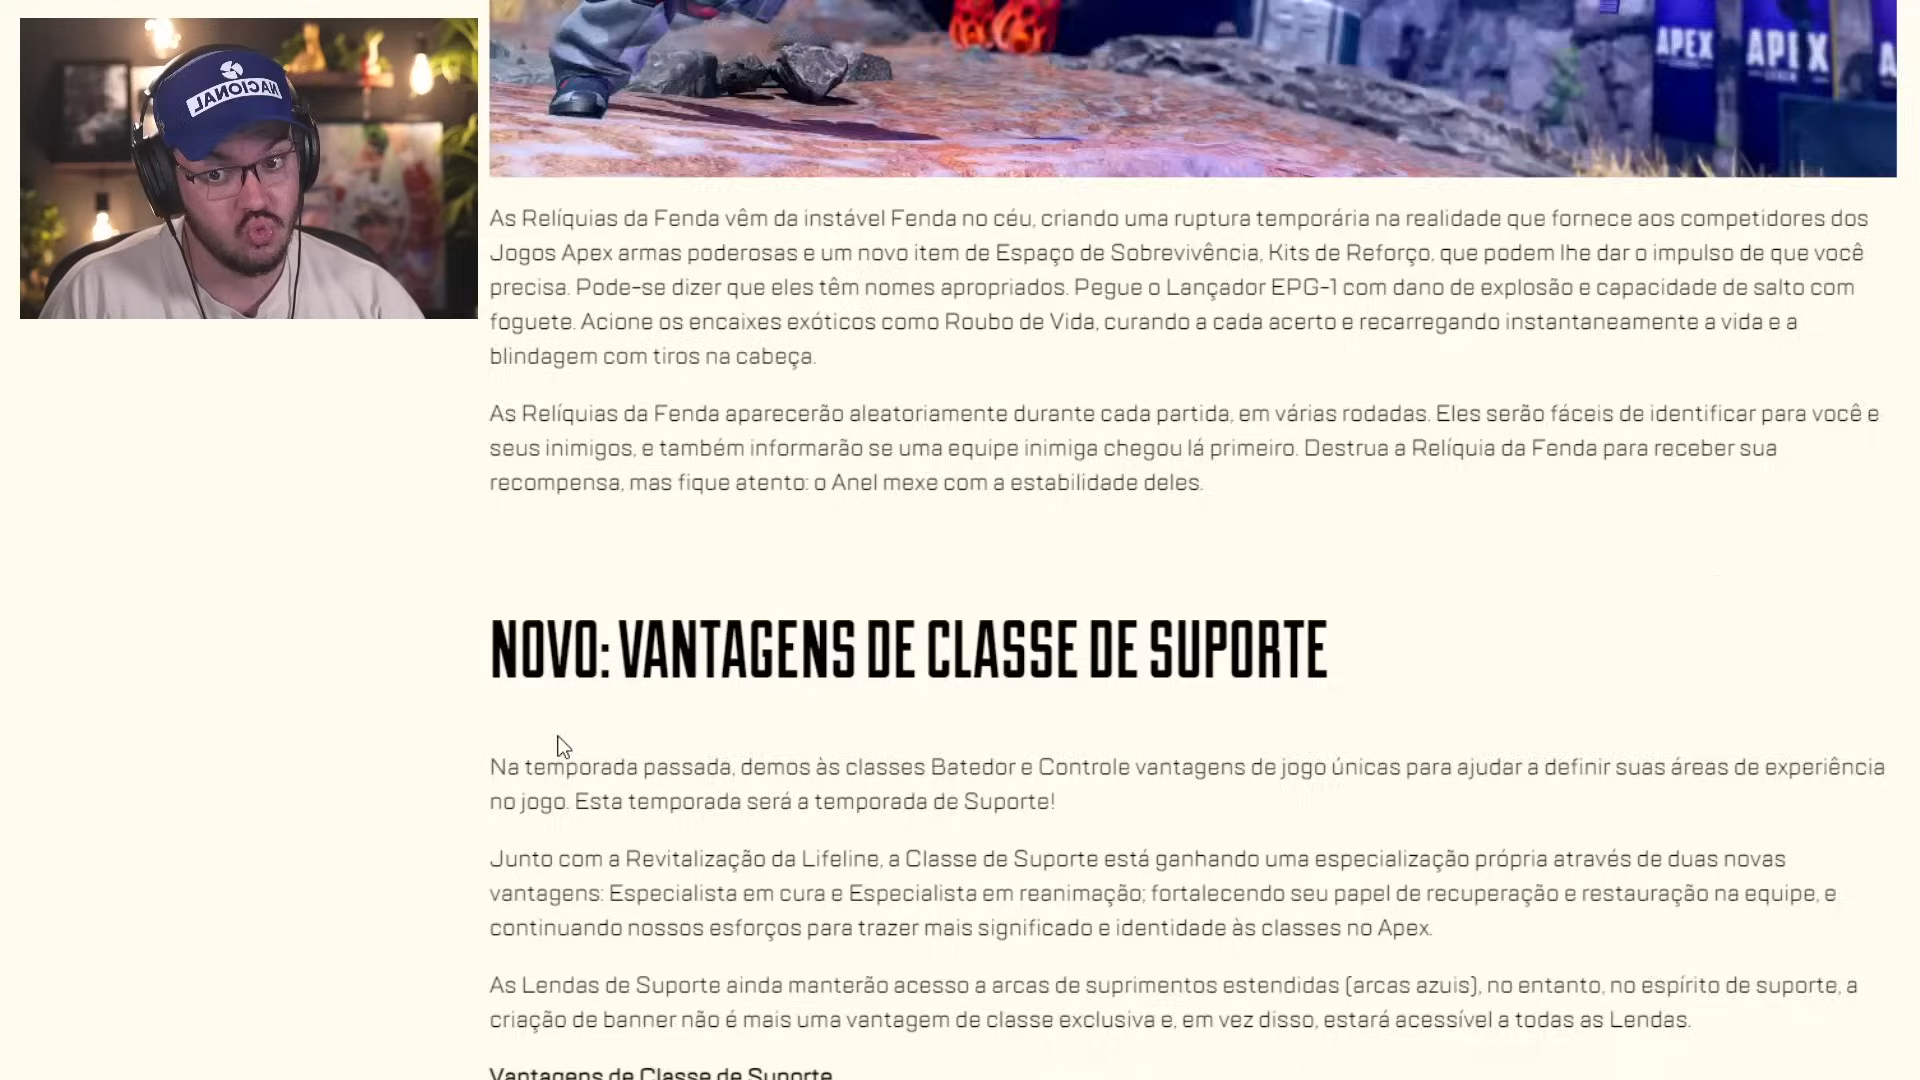 NACIONAL
APEX
APEX
As Relíquias da Fenda vêm da instável Fenda no céu, criando uma ruptura temporária na realidade que fornece aos competidores dos
Jogos Apex armas poderosas e um novo item de Espaço de Sobrevivência, Kits de Reforço, que podem lhe dar o impulso de que você
precisa. Pode-se dizer que eles têm nomes apropriados. Pegue o Lançador EPG-1 com dano de explosão e capacidade de salto com
foguete. Acione os encaixes exóticos como Roubo de Vida, curando a cada acerto e recarregando instantaneamente a vida e a
blindagem com tiros na cabeça.
As Relíquias da Fenda aparecerão aleatoriamente durante cada partida, em várias rodadas. Eles serão fáceis de identificar para você e
seus inimigos, e também informarão se uma equipe inimiga chegou lá primeiro. Destrua a Relíquia da Fenda para receber sua
recompensa, mas fique atento: o Anel mexe com a estabilidade deles.
NOVO: VANTAGENS DE CLASSE DE SUPORTE
Na temporada passada, demos às classes Batedor e Controle vantagens de jogo únicas para ajudar a definir suas áreas de experiência
no jogo. Esta temporada será a temporada de Suporte!
Junto com a Revitalização da Lifeline, a Classe de Suporte está ganhando uma especialização própria através de duas novas
vantagens: Especialista em cura e Especialista em reanimação; fortalecendo seu papel de recuperação e restauração na equipe, e
continuando nossos esforços para trazer mais significado e identidade às classes no Apex.
As Lendas de Suporte ainda manterão acesso a arcas de suprimentos estendidas (arcas azuis), no entanto, no espírito de suporte, a
criação de banner não é mais uma vantagem de classe exclusiva e, em vez disso, estará acessível a todas as Lendas.
Vantagens de Classe de Suporte